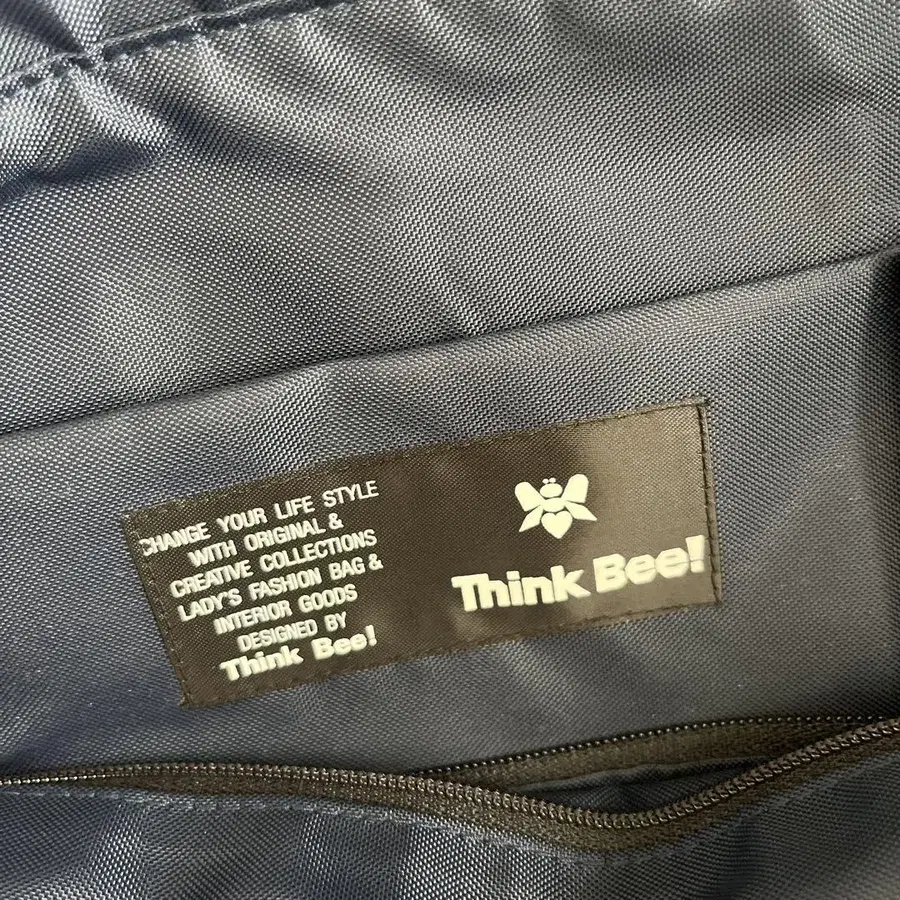 CHANGE YOUR LIFE STYLE
WITH ORIGINAL &
CREATIVE COLLECTIONS
LADY'S FASHION BAG &
INTERIOR GOODS
DESIGNED BY
Think Bee!
Think Bee!